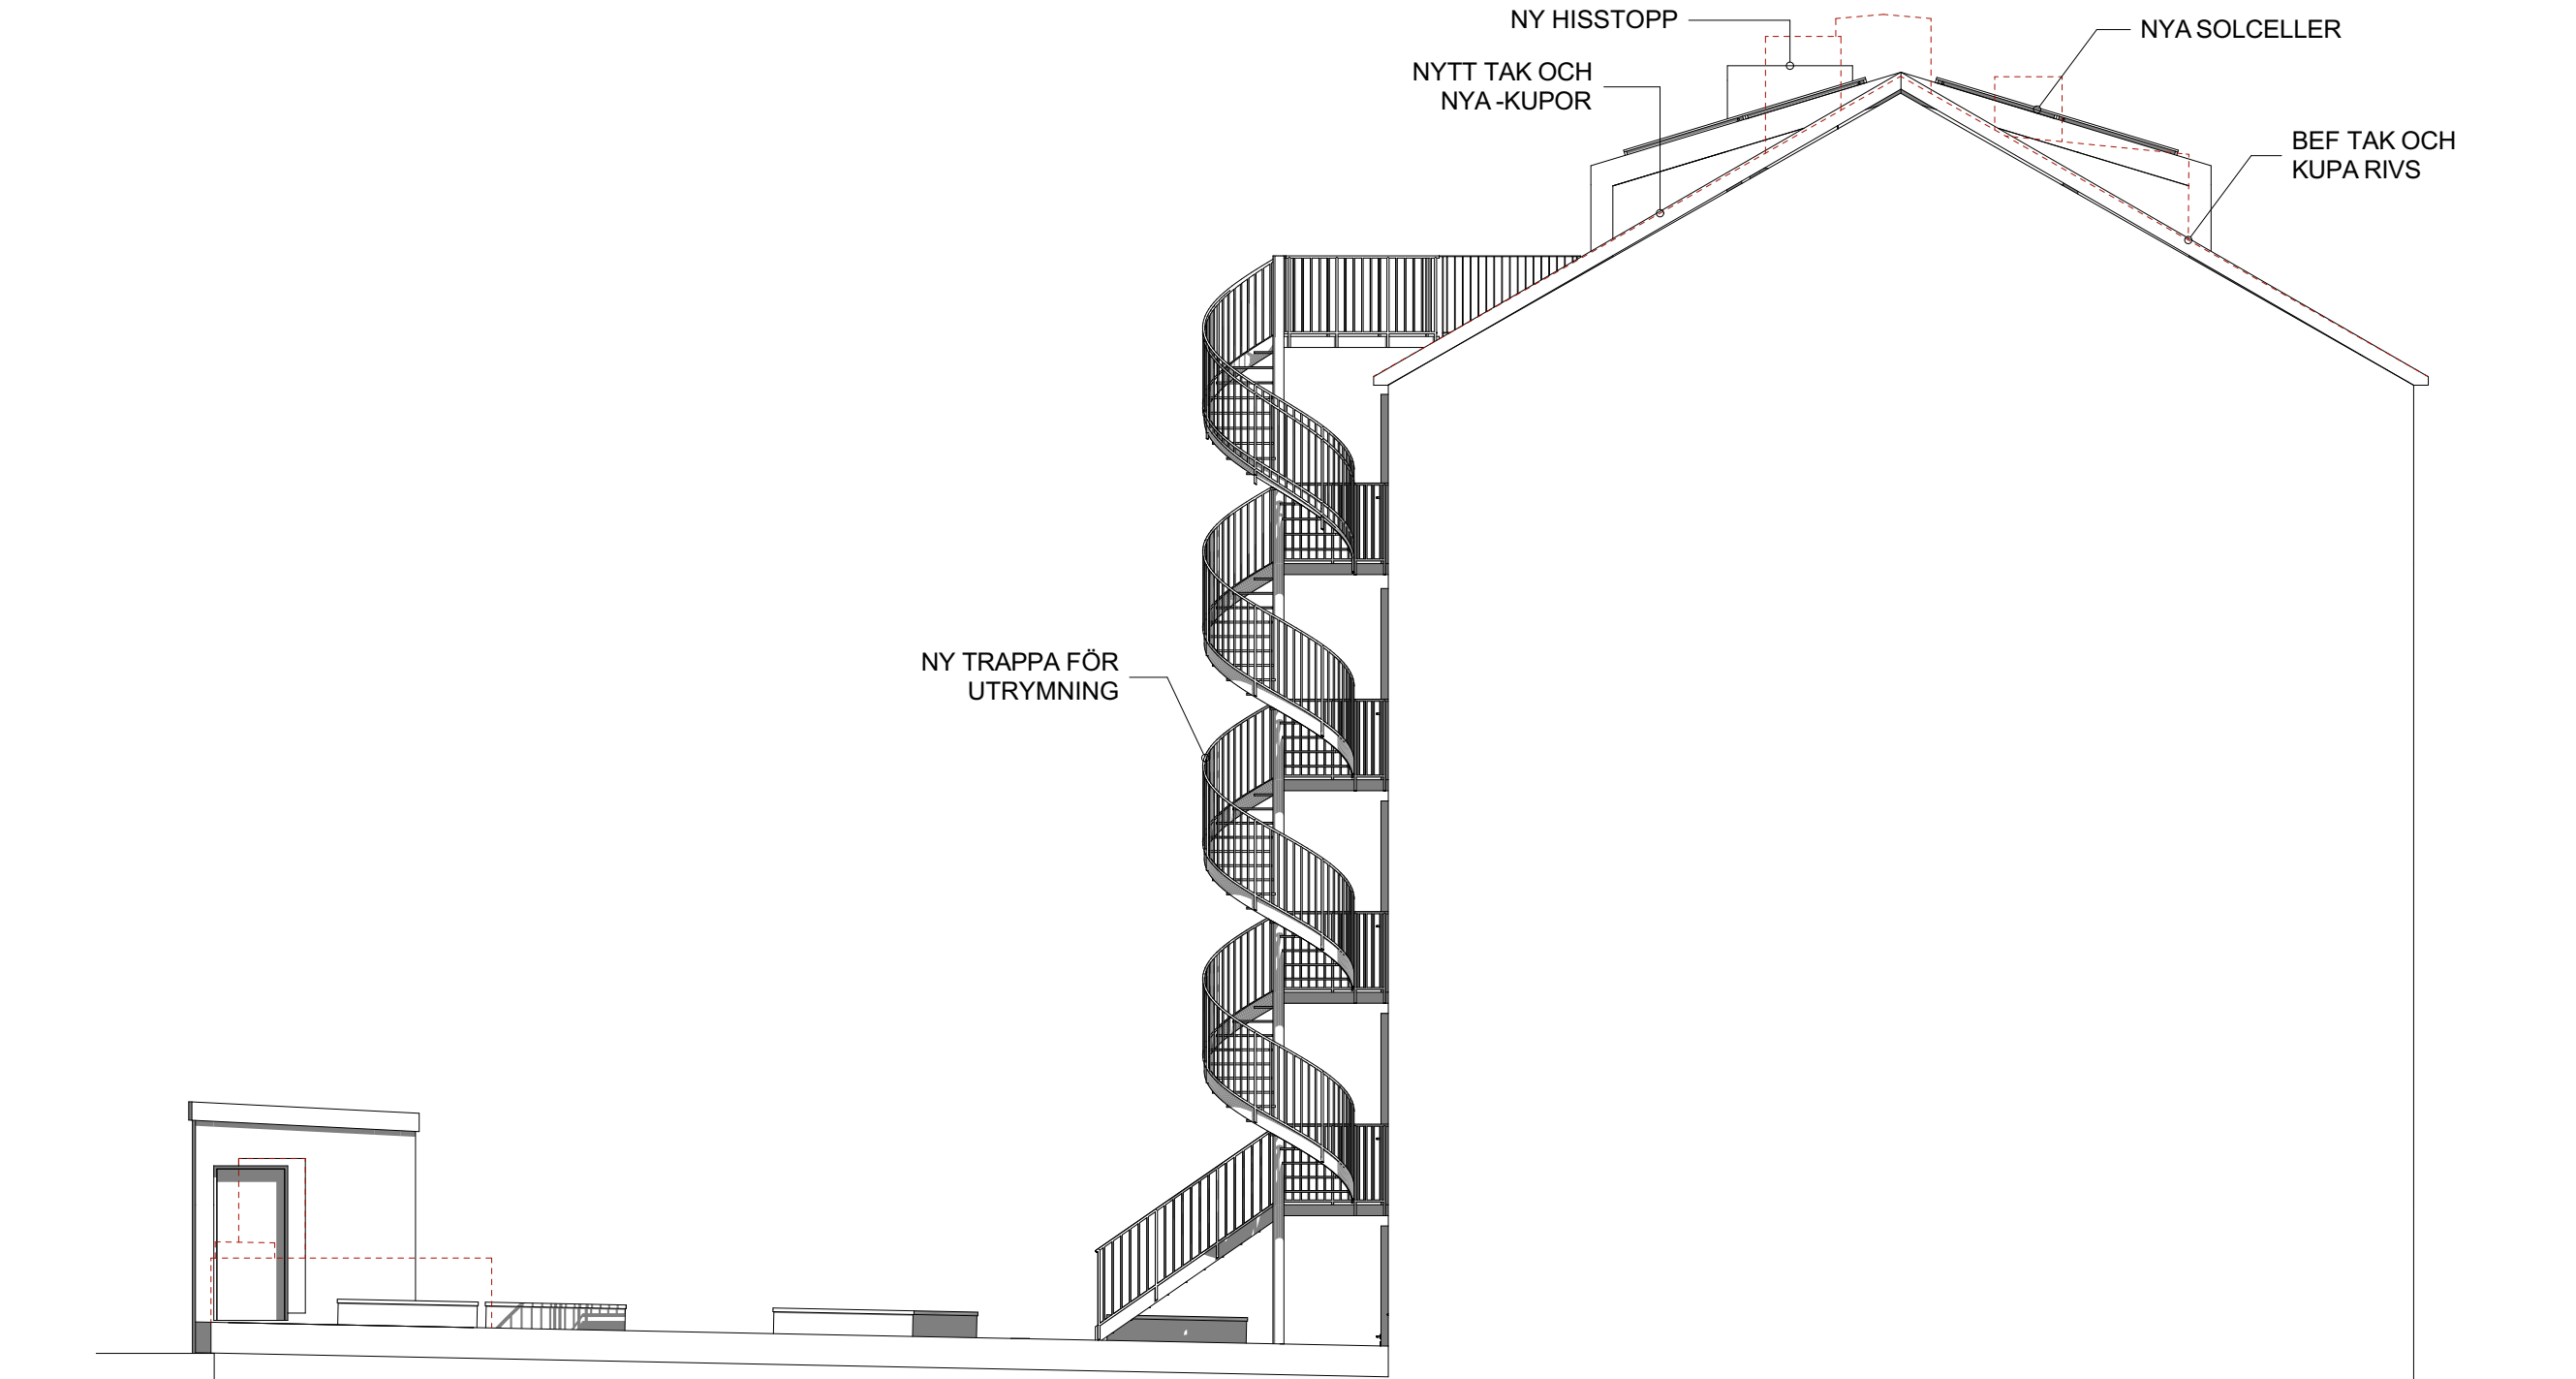 NY HISSTOPP
NYA SOLCELLER
NYTT TAK OCH
NYA -KUPOR
BEF TAK OCH
KUPA RIVS
NY TRAPPA FÖR
UTRYMNING